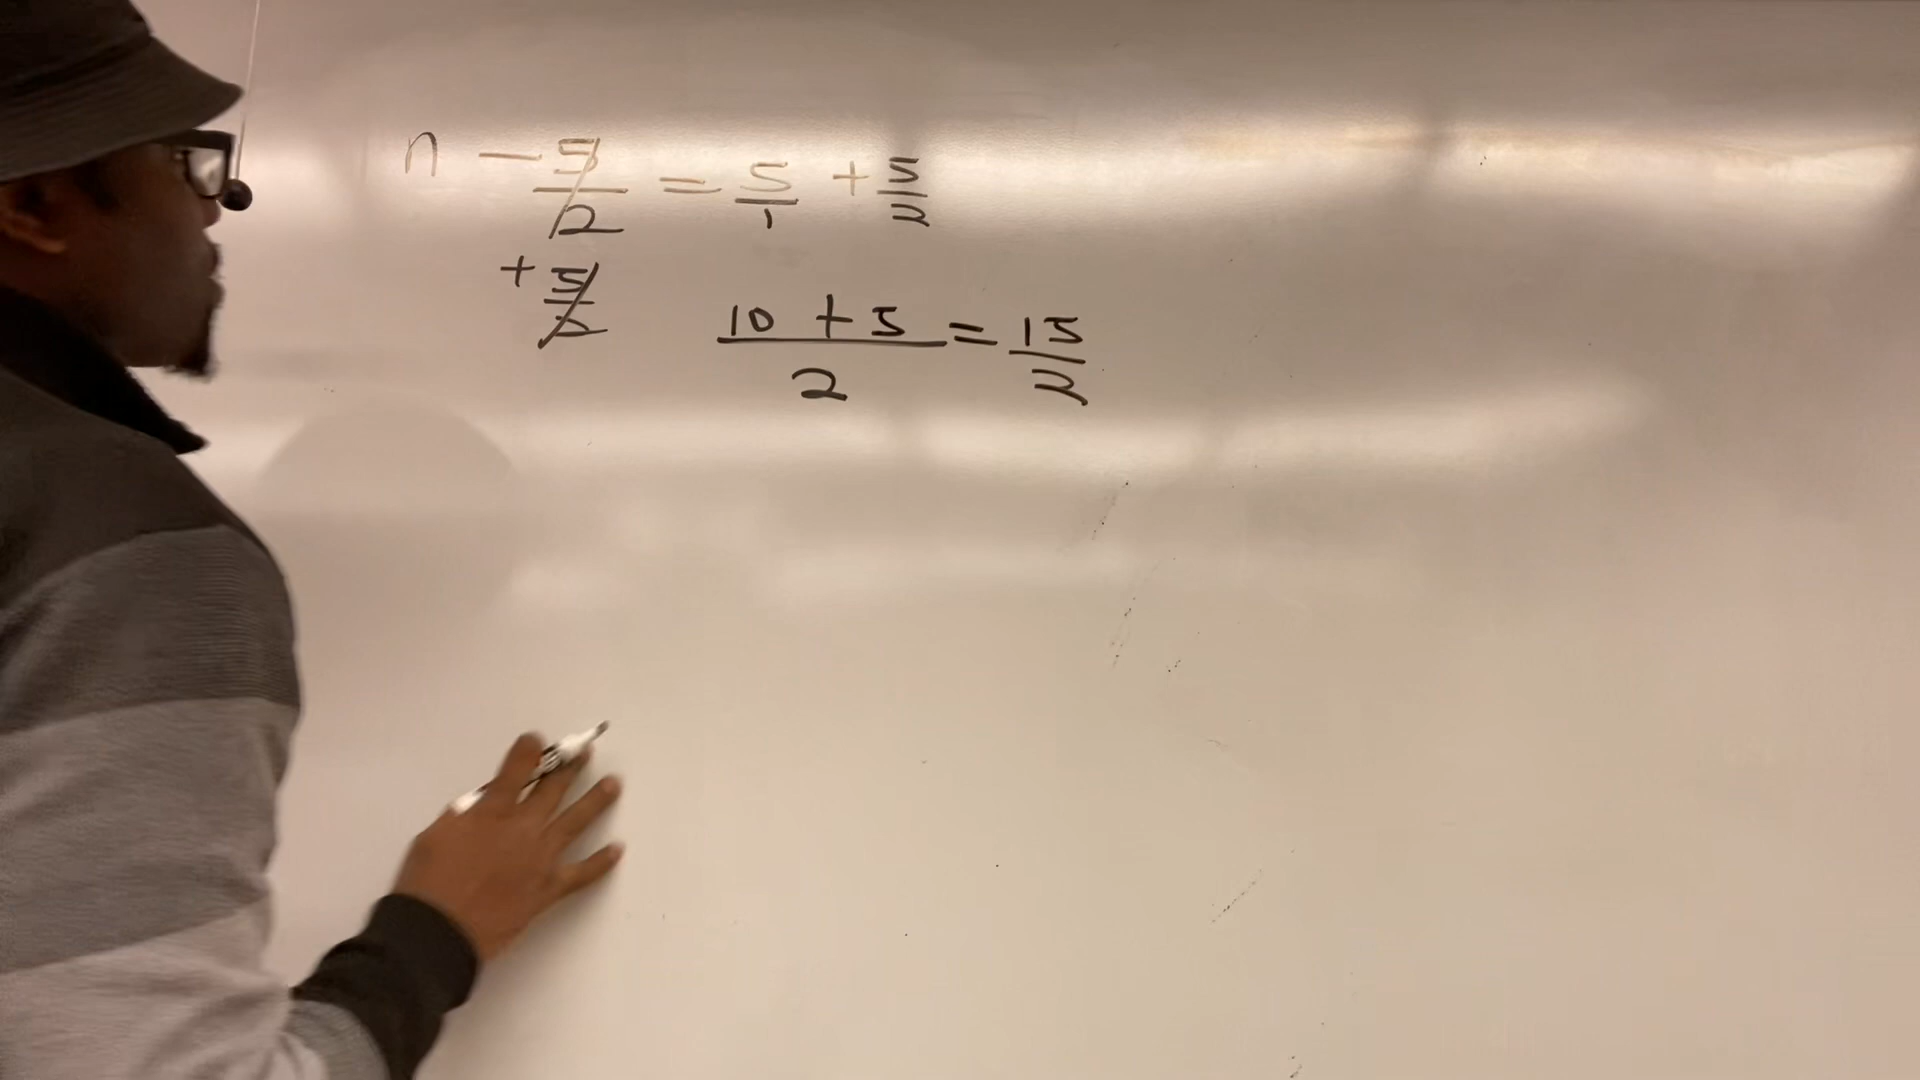 n - 5/2 = 5/1 + 5/2
+ 5/2
10 + 5/2 = 15/2